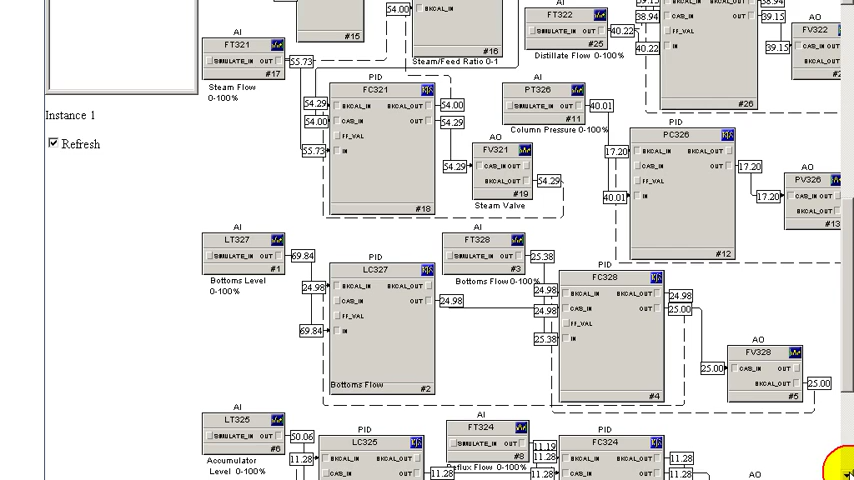 54.00
BKCAL_IN
#15
#16
Steam/Feed Ratio 0-1
AI
FT322
SIMULATE_IN OUT
#25
Distillate Flow 0-100%
40.22
40.22
39.15
38.94
38.94
39.15
CAS_IN OUT
FF_VAL
IN
#26
39.15
AO
FV322
CAS_IN
BKCAL_OUT
AI
FT321
SIMULATE_IN OUT
#17
Steam Flow
0-100%
55.73
54.29
54.00
55.73
PID
FC321
BKCAL_IN BKCAL_OUT
CAS_IN OUT
FF_VAL
IN
#18
54.00
54.29
54.29
AO
FV321
CAS_IN OUT
BKCAL_OUT
#19
Steam Valve
54.29
AI
PT326
SIMULATE_IN OUT
#11
Column Pressure 0-100%
40.01
17.20
40.01
PID
PC326
BKCAL_IN BKCAL_OUT
CAS_IN OUT
FF_VAL
IN
#12
17.20
17.20
AO
PV326
CAS_IN
BKCAL_OUT
#13
Instance 1
Refresh
AI
LT327
SIMULATE_IN OUT
#1
Bottoms Level
0-100%
69.84
24.98
69.84
PID
LC327
BKCAL_IN BKCAL_OUT
CAS_IN OUT
FF_VAL
IN
Bottoms Flow
#2
24.98
AI
FT328
SIMULATE_IN OUT
#3
Bottoms Flow 0-100%
25.38
24.98
24.98
25.38
PID
FC328
BKCAL_IN BKCAL_OUT
CAS_IN OUT
FF_VAL
IN
#4
24.98
25.00
25.00
AO
FV328
CAS_IN OUT
BKCAL_OUT
#5
25.00
AI
LT325
SIMULATE_IN OUT
#6
Accumulator
Level 0-100%
50.06
11.28
PID
LC325
BKCAL_IN BKCAL_OUT
CAS_IN OUT
11.28
AI
FT324
SIMULATE_IN OUT
#8
Reflux Flow 0-100%
11.19
11.28
11.28
PID
FC324
BKCAL_IN BKCAL_OUT
CAS_IN OUT
11.28
11.28
AO